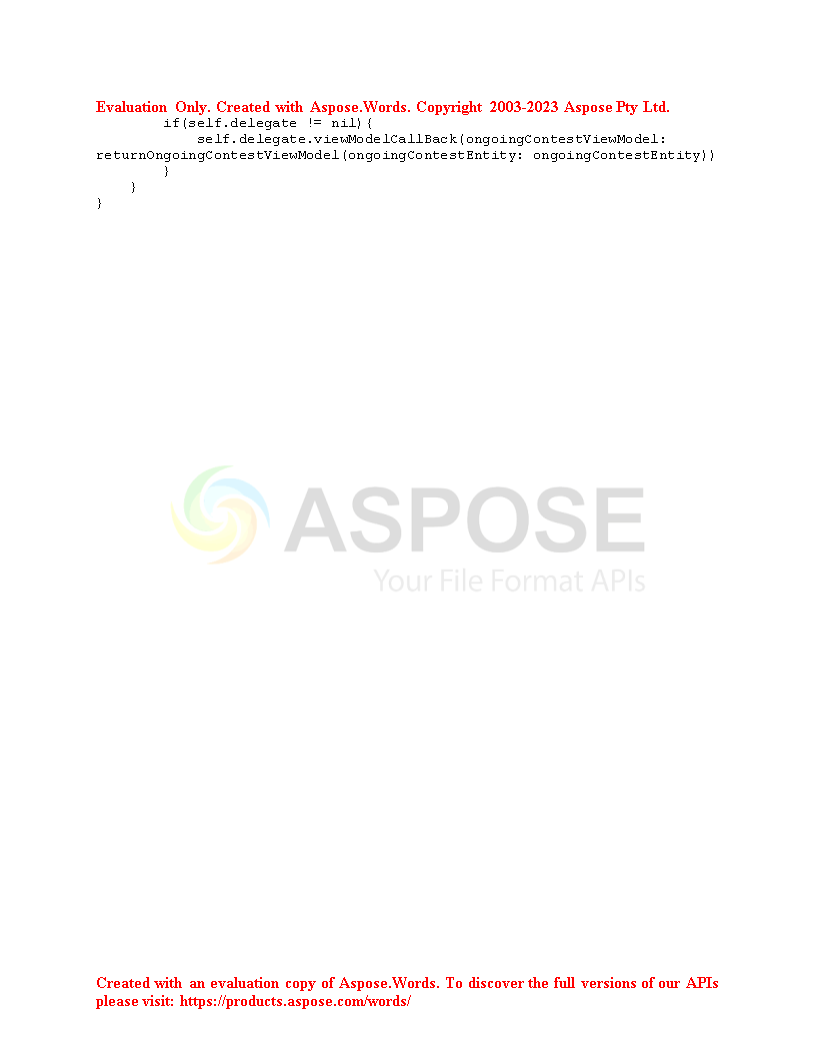 Evaluation Only. Created with Aspose.Words. Copyright 2003-2023 Aspose Pty Ltd.
        if(self.delegate != nil){
            self.delegate.viewModelCallBack(ongoingContestViewModel:
returnOngoingContestViewModel(ongoingContestEntity: ongoingContestEntity))
        }
    }
}
ASPOSE
Your File Format APIs
Created with an evaluation copy of Aspose.Words. To discover the full versions of our APIs
please visit: https://products.aspose.com/words/